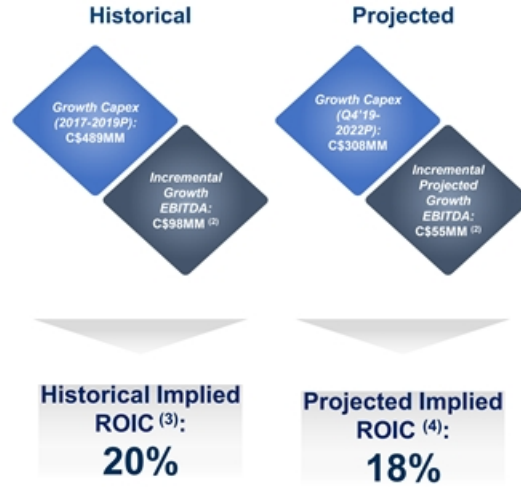 Historical
Growth Capex
(2017-2019P):
C$489MM
Incremental
Growth
EBITDA:
C$98MM (2)
Historical Implied
ROIC (3):
20%
Projected
Growth Capex
(Q4'19-
2022P):
C$308MM
Incremental
Projected
Growth
EBITDA:
C$55MM (2)
Projected Implied
ROIC (4):
18%